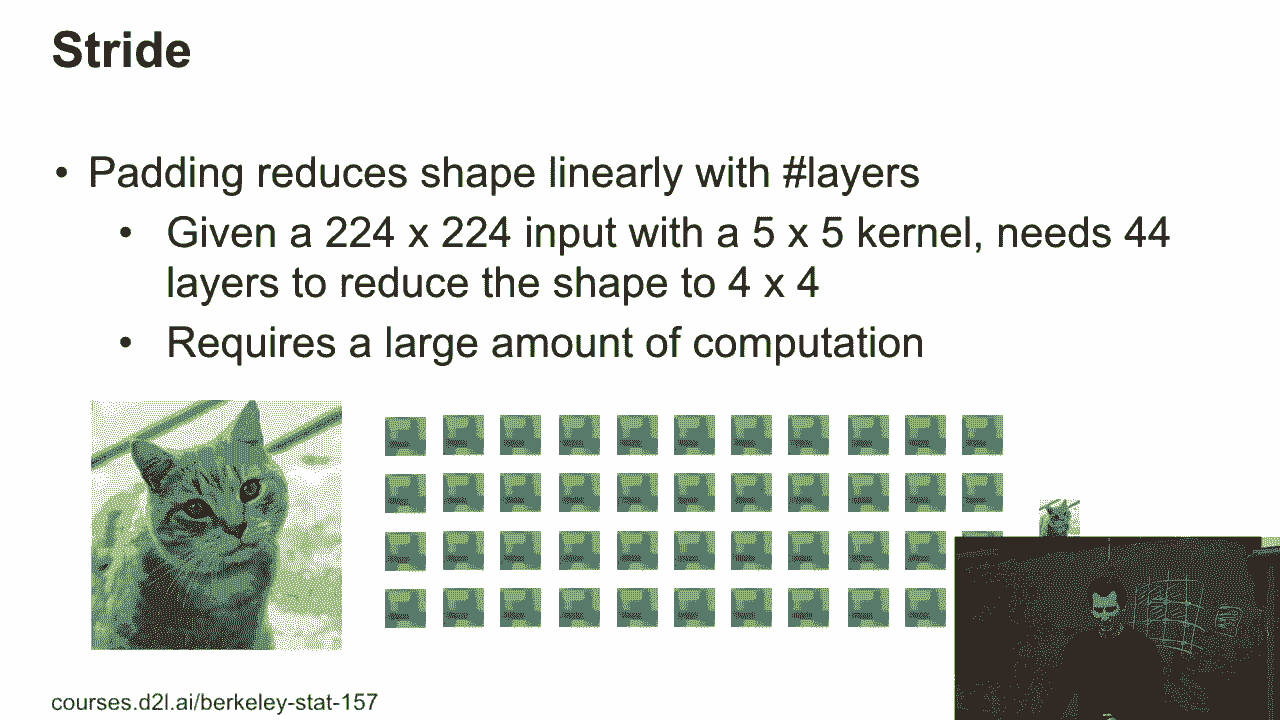 Stride
• Padding reduces shape linearly with #layers
• Given a 224 x 224 input with a 5 x 5 kernel, needs 44
layers to reduce the shape to 4 x 4
• Requires a large amount of computation
courses.d2l.ai/berkeley-stat-157